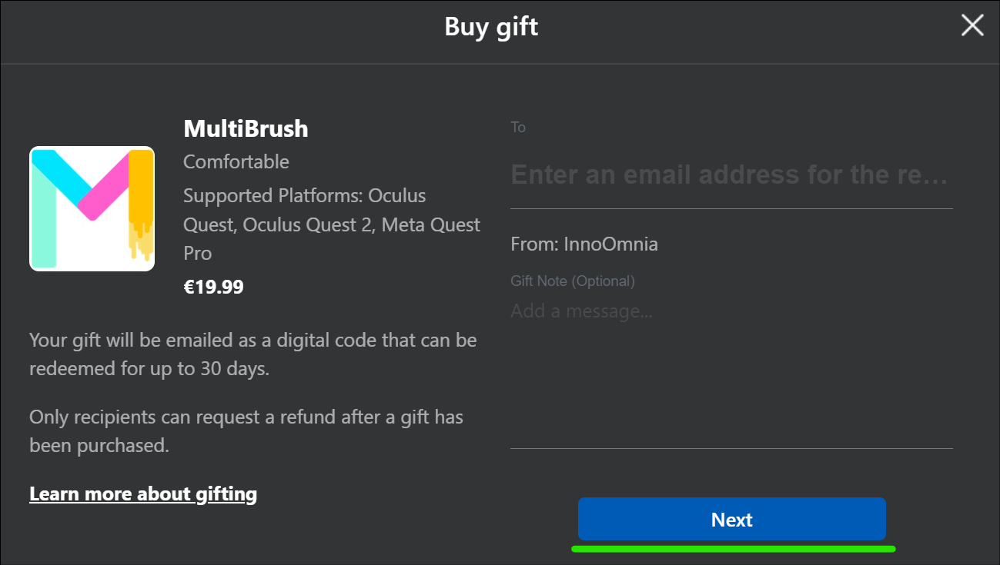 Buy gift
MultiBrush
Comfortable
Supported Platforms: Oculus
Quest, Oculus Quest 2, Meta Quest
Pro
€19.99
Your gift will be emailed as a digital code that can be
redeemed for up to 30 days.
Only recipients can request a refund after a gift has
been purchased.
Learn more about gifting
To
Enter an email address for the re...
From: InnoOmnia
Gift Note (Optional)
Add a message...
Next